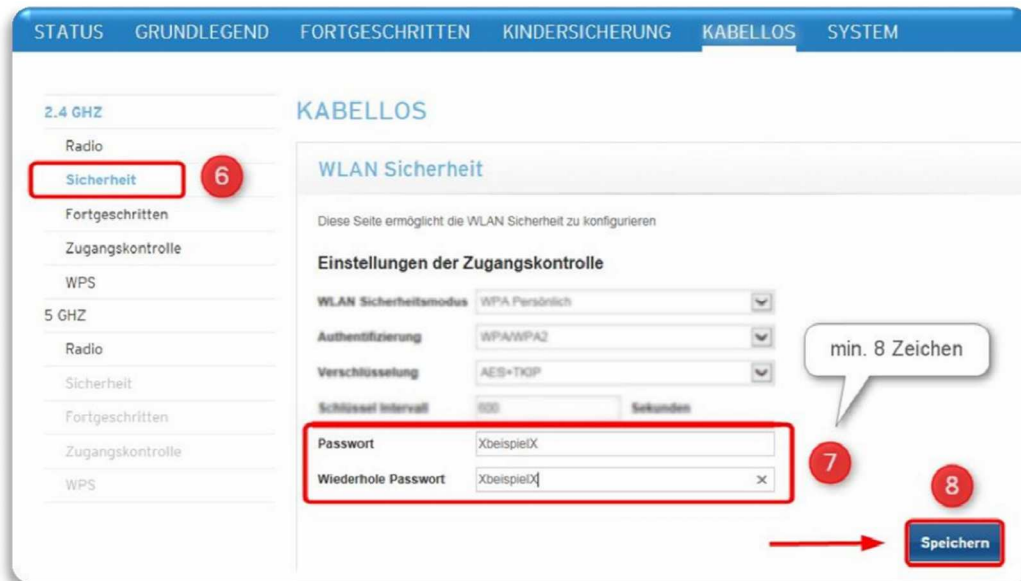 STATUS GRUNDLEGEND FORTGESCHRITTEN KINDERSICHERUNG KABELLOS SYSTEM
2.4 GHZ
Radio
Sicherheit 6
Fortgeschritten
Zugangskontrolle
WPS
5 GHZ
Radio
Sicherheit
Fortgeschritten
Zugangskontrolle
WPS
KABELLOS
WLAN Sicherheit
Diese Seite ermöglicht die WLAN Sicherheit zu konfigurieren
Einstellungen der Zugangskontrolle
WLAN Sicherheitsmodus WPA Persönlich
Authentifizierung WPA/WPA2
Verschlüsselung AES+TKIP
Schlüssel Intervall 600 Sekunden
min. 8 Zeichen
Passwort XbeispielX
Wiederhole Passwort XbeispielX ×
7
8
Speichern